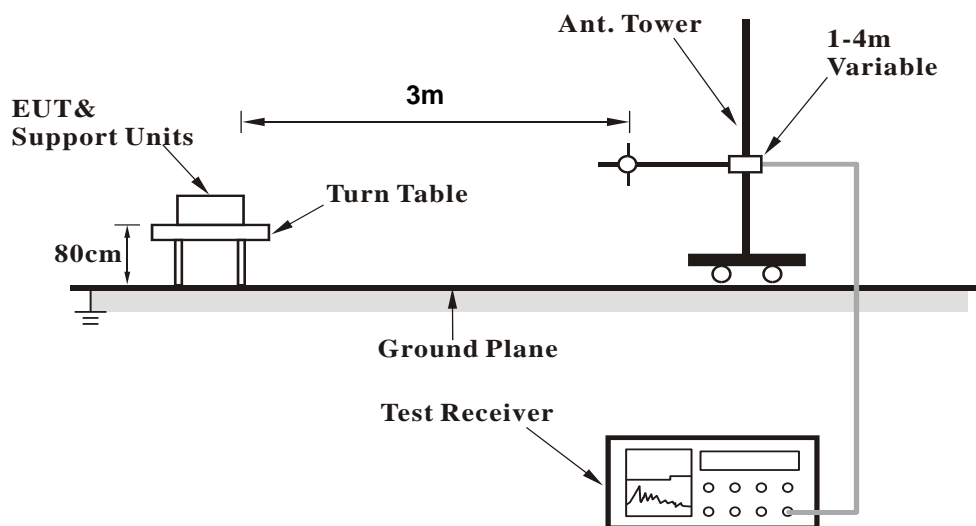 Ant. Tower
1-4m
Variable
3m
EUT&
Support Units
Turn Table
80cm
Ground Plane
Test Receiver